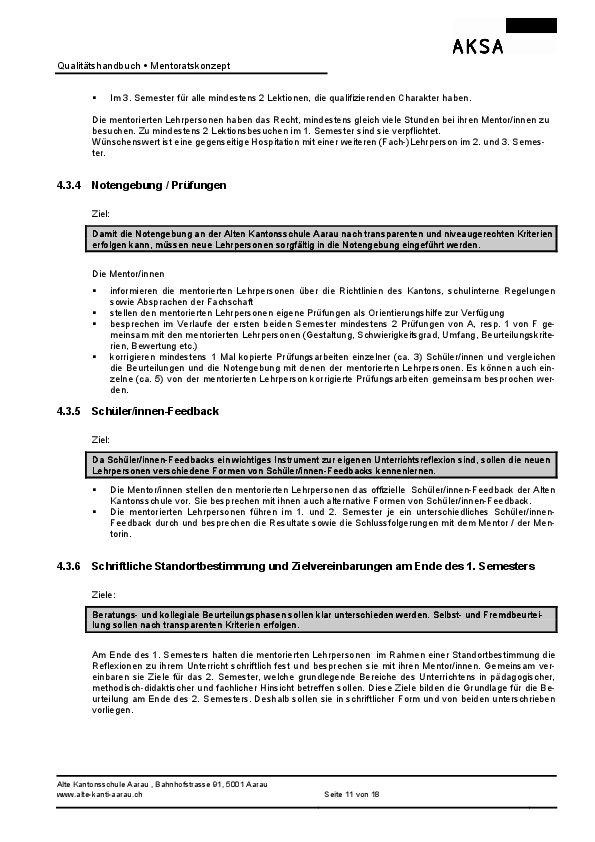 AKSA
Qualitätshandbuch • Mentoratskonzept
▪ Im 3. Semester für alle mindestens 2 Lektionen, die qualifizierenden Charakter haben.
Die mentorierten Lehrpersonen haben das Recht, mindestens gleich viele Stunden bei ihren Mentor/innen zu
besuchen. Zu mindestens 2 Lektionsbesuchen im 1. Semester sind sie verpflichtet.
Wünschenswert ist eine gegenseitige Hospitation mit einer weiteren (Fach-)Lehrperson im 2. und 3. Semes-
ter.
4.3.4 Notengebung / Prüfungen
Ziel:
Damit die Notengebung an der Alten Kantonsschule Aarau nach transparenten und niveaugerechten Kriterien
erfolgen kann, müssen neue Lehrpersonen sorgfältig in die Notengebung eingeführt werden.
Die Mentor/innen
▪ informieren die mentorierten Lehrpersonen über die Richtlinien des Kantons, schulinterne Regelungen
sowie Absprachen der Fachschaft
▪ stellen den mentorierten Lehrpersonen eigene Prüfungen als Orientierungshilfe zur Verfügung
▪ besprechen im Verlaufe der ersten beiden Semester mindestens 2 Prüfungen von A, resp. 1 von F ge-
meinsam mit den mentorierten Lehrpersonen (Gestaltung, Schwierigkeitsgrad, Umfang, Beurteilungskrite-
rien, Bewertung etc.)
▪ korrigieren mindestens 1 Mal kopierte Prüfungsarbeiten einzelner (ca. 3) Schüler/innen und vergleichen
die Beurteilungen und die Notengebung mit denen der mentorierten Lehrpersonen. Es können auch ein-
zelne (ca. 5) von der mentorierten Lehrperson korrigierte Prüfungsarbeiten gemeinsam besprochen wer-
den.
4.3.5 Schüler/innen-Feedback
Ziel:
Da Schüler/innen-Feedbacks ein wichtiges Instrument zur eigenen Unterrichtsreflexion sind, sollen die neuen
Lehrpersonen verschiedene Formen von Schüler/innen-Feedbacks kennenlernen.
▪ Die Mentor/innen stellen den mentorierten Lehrpersonen das offizielle Schüler/innen-Feedback der Alten
Kantonsschule vor. Sie besprechen mit ihnen auch alternative Formen von Schüler/innen-Feedback.
▪ Die mentorierten Lehrpersonen führen im 1. und 2. Semester je ein unterschiedliches Schüler/innen-
Feedback durch und besprechen die Resultate sowie die Schlussfolgerungen mit dem Mentor / der Men-
torin.
4.3.6 Schriftliche Standortbestimmung und Zielvereinbarungen am Ende des 1. Semesters
Ziele:
Beratungs- und kollegiale Beurteilungsphasen sollen klar unterschieden werden. Selbst- und Fremdbeurtei-
lung sollen nach transparenten Kriterien erfolgen.
Am Ende des 1. Semesters halten die mentorierten Lehrpersonen im Rahmen einer Standortbestimmung die
Reflexionen zu ihrem Unterricht schriftlich fest und besprechen sie mit ihren Mentor/innen. Gemeinsam ver-
einbaren sie Ziele für das 2. Semester, welche grundlegende Bereiche des Unterrichtens in pädagogischer,
methodisch-didaktischer und fachlicher Hinsicht betreffen sollen. Diese Ziele bilden die Grundlage für die Be-
urteilung am Ende des 2. Semesters. Deshalb sollen sie in schriftlicher Form und von beiden unterschrieben
vorliegen.
Alte Kantonsschule Aarau , Bahnhofstrasse 91, 5001 Aarau
www.alte-kanti-aarau.ch Seite 11 von 18